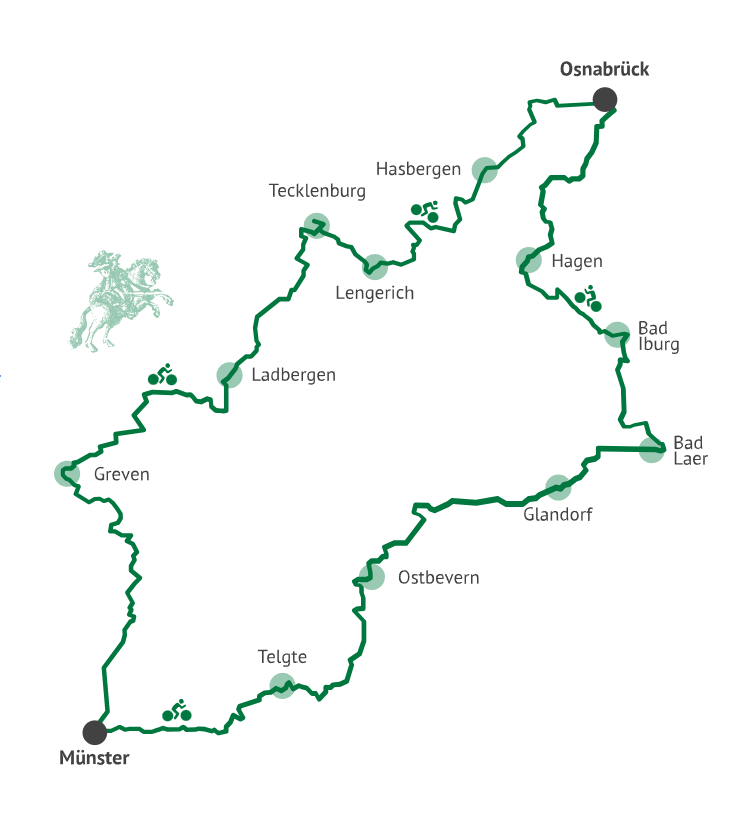 Osnabrück
Hasbergen
Tecklenburg
Hagen
Lengerich
Bad
Iburg
Ladbergen
Bad
Laer
Greven
Glandorf
Ostbevern
Telgte
Münster